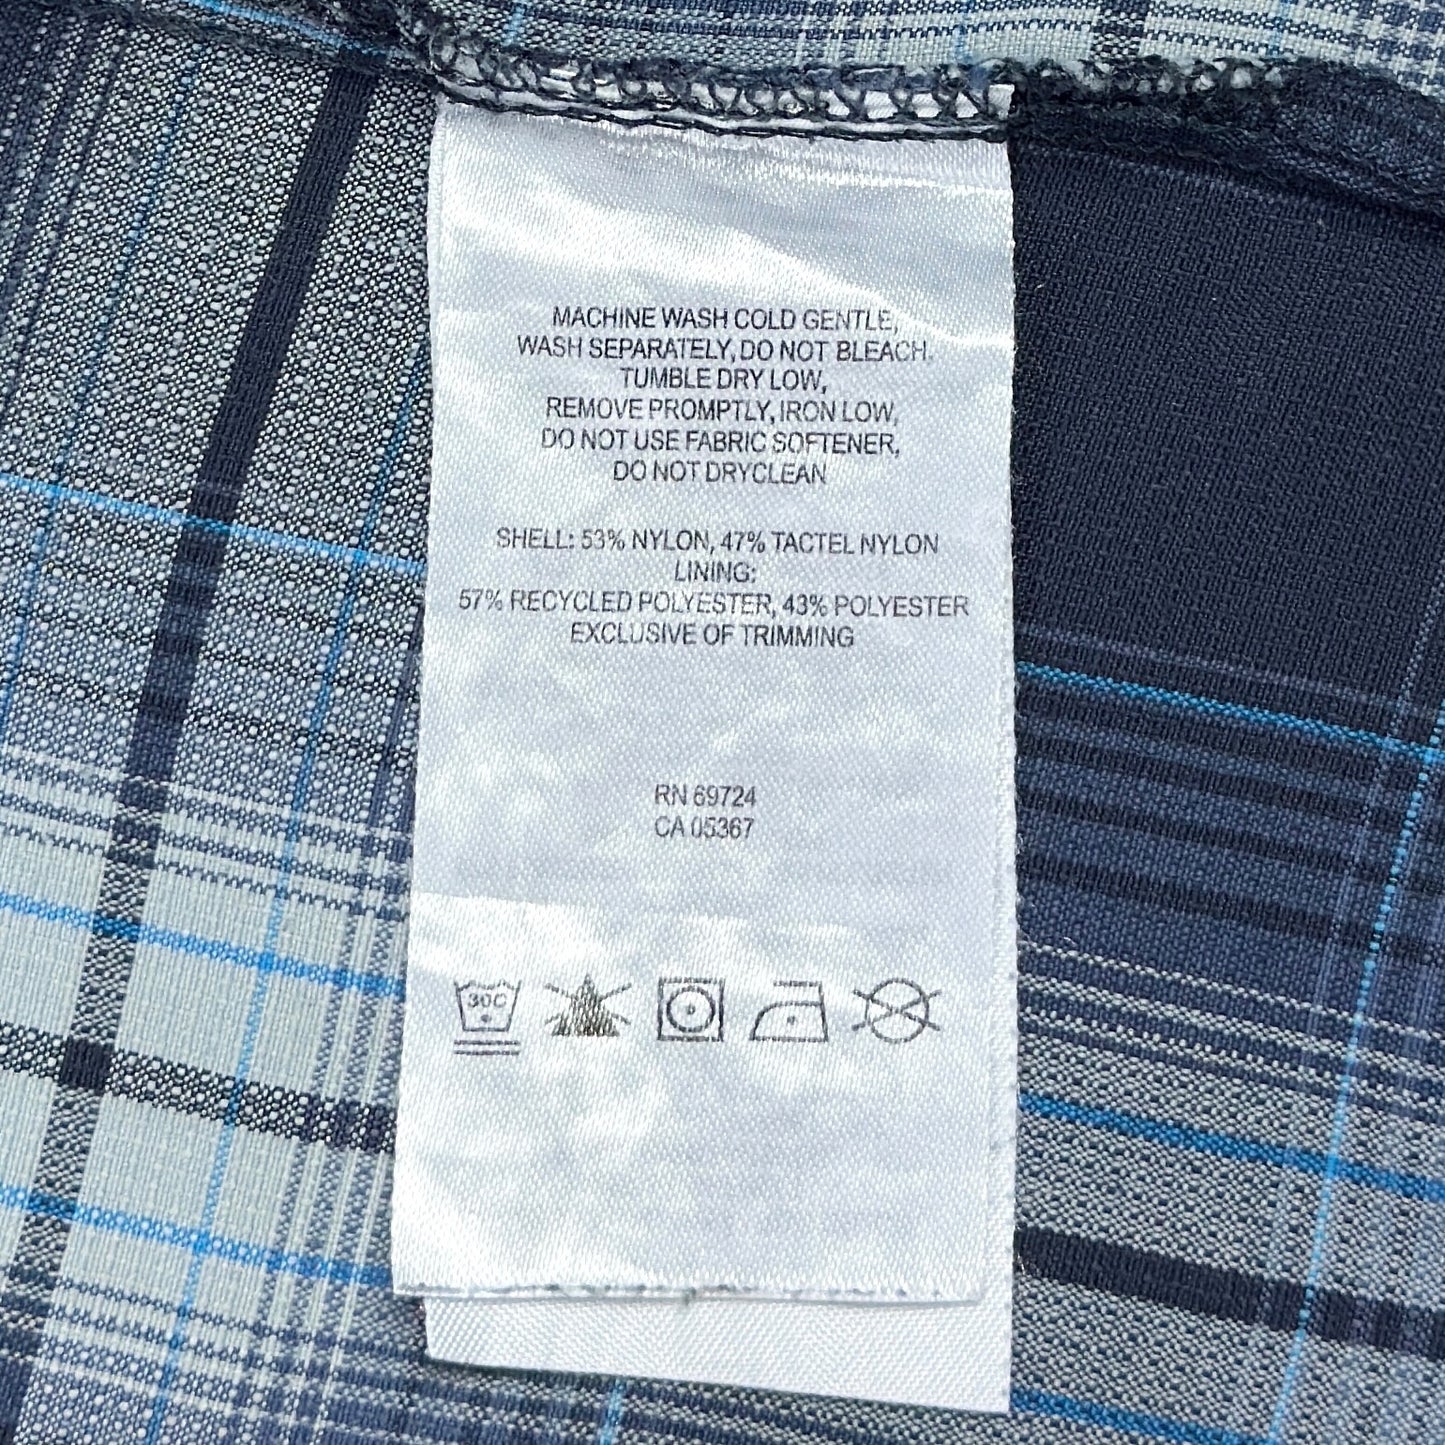 MACHINE WASH COLD GENTLE,
WASH SEPARATELY, DO NOT BLEACH.
TUMBLE DRY LOW,
REMOVE PROMPTLY, IRON LOW,
DO NOT USE FABRIC SOFTENER,
DO NOT DRYCLEAN
SHELL: 53% NYLON, 47% TACTEL NYLON
LINING:
57% RECYCLED POLYESTER, 43% POLYESTER
EXCLUSIVE OF TRIMMING
RN 69724
CA 05367
30C